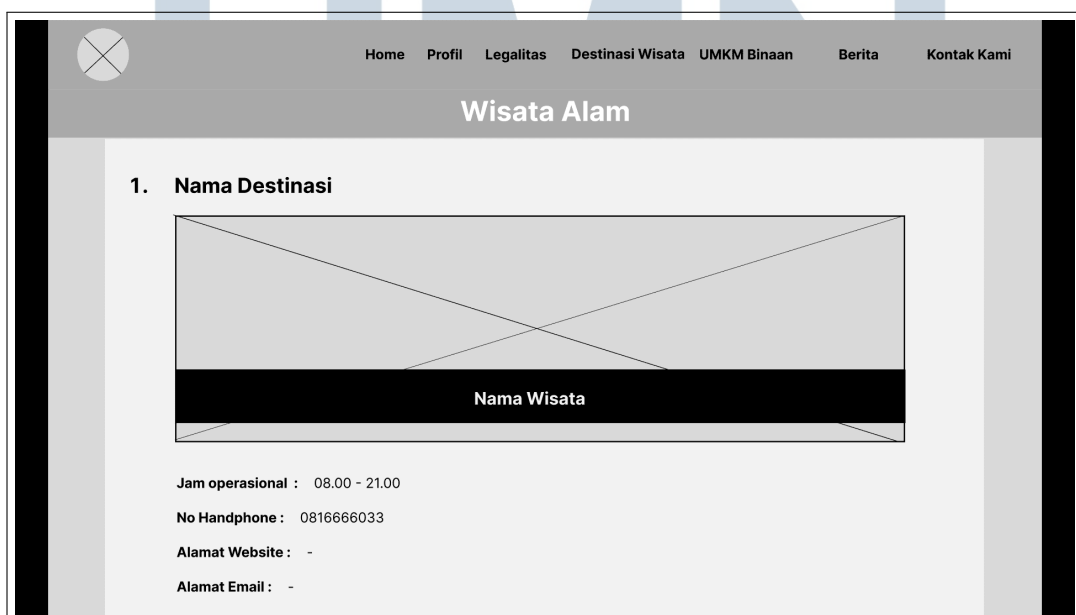 Home Profil Legalitas Destinasi Wisata UMKM Binaan Berita Kontak Kami
Wisata Alam
1. Nama Destinasi
Nama Wisata
Jam operasional : 08.00 - 21.00
No Handphone : 0816666033
Alamat Website : -
Alamat Email : -